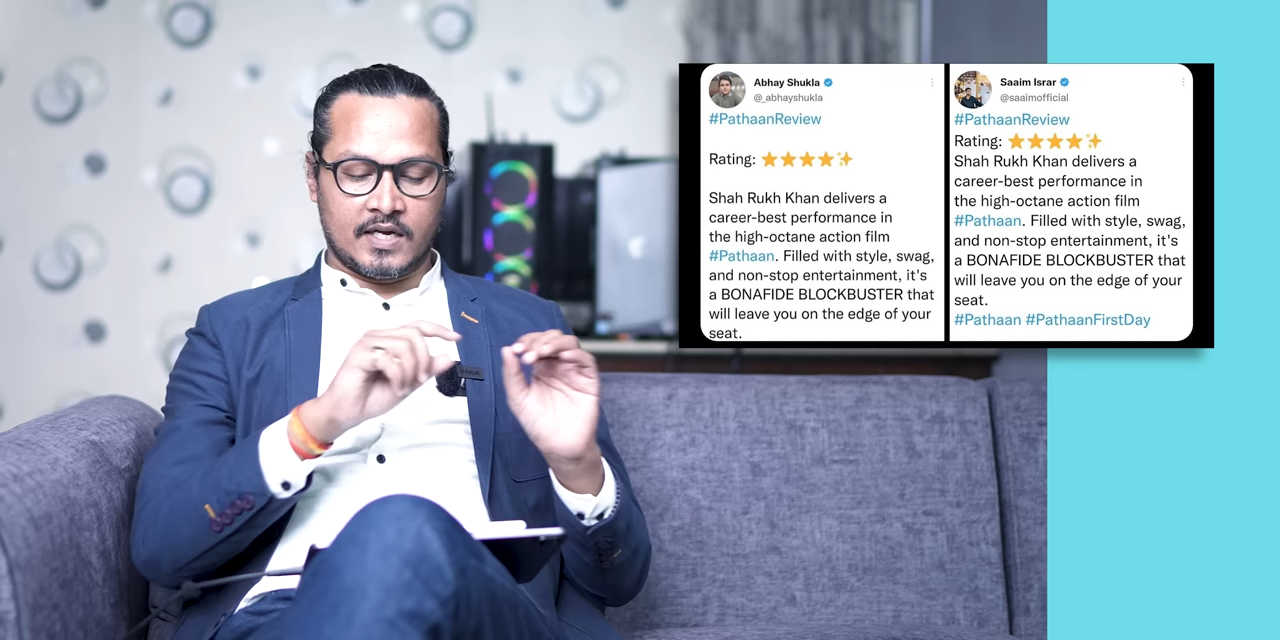 Abhay Shukla
@_abhayshukla
#PathaanReview
Rating: ⭐⭐⭐⭐✨
Shah Rukh Khan delivers a
career-best performance in
the high-octane action film
#Pathaan. Filled with style, swag,
and non-stop entertainment, it's
a BONAFIDE BLOCKBUSTER that
will leave you on the edge of your
seat.
Saaim Israr
@saaimofficial
#PathaanReview
Rating: ⭐⭐⭐⭐✨
Shah Rukh Khan delivers a
career-best performance in
the high-octane action film
#Pathaan. Filled with style, swag,
and non-stop entertainment, it's
a BONAFIDE BLOCKBUSTER that
will leave you on the edge of your
seat.
#Pathaan #PathaanFirstDay